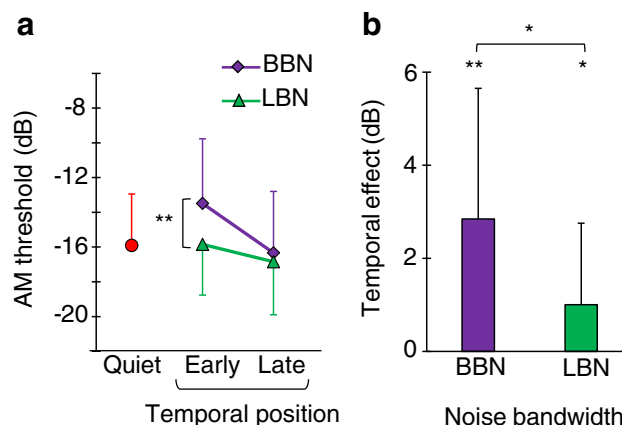 a
BBN
LBN
AM threshold (dB)
-8
-12
-16
-20
**
Quiet
Early
Late
Temporal position
b
*
**
*
Temporal effect (dB)
6
4
2
0
BBN
LBN
Noise bandwidth